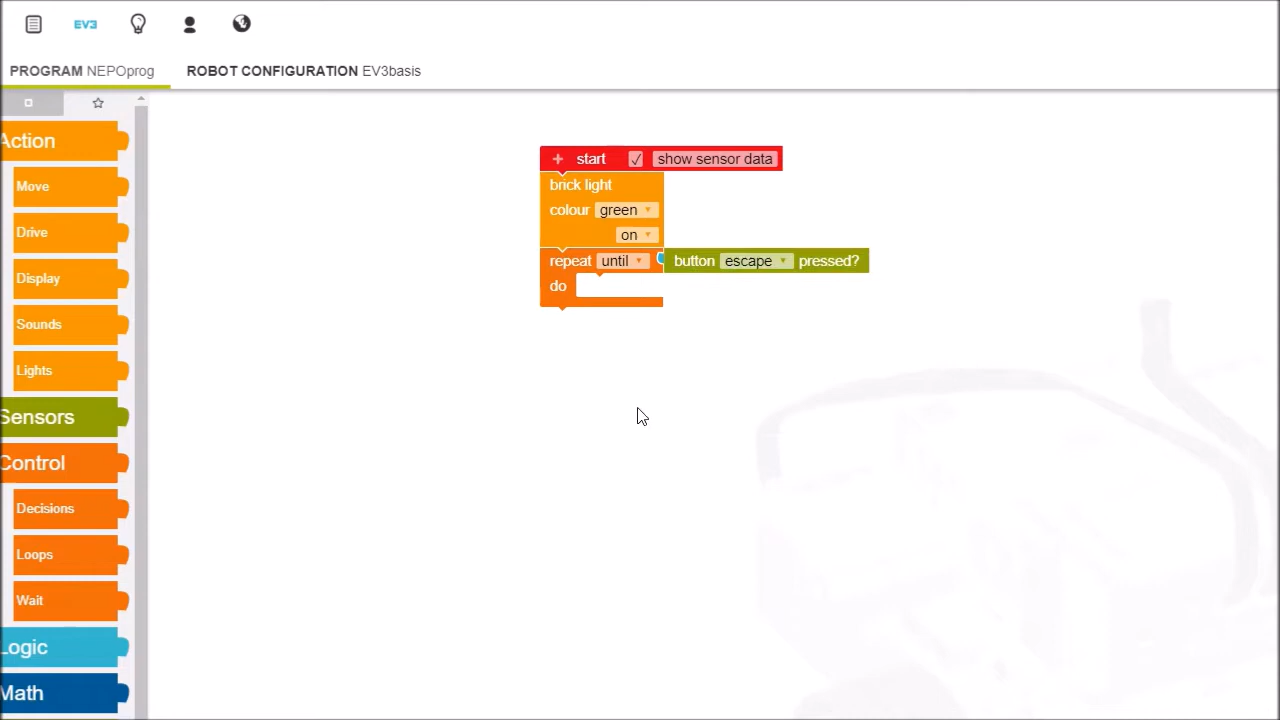 EV3
PROGRAM NEPOprog
ROBOT CONFIGURATION EV3basis
Action
Move
Drive
Display
Sounds
Lights
Sensors
Control
Decisions
Loops
Wait
Logic
Math
+ start ✓ show sensor data
brick light
colour green
on
repeat until button escape pressed?
do